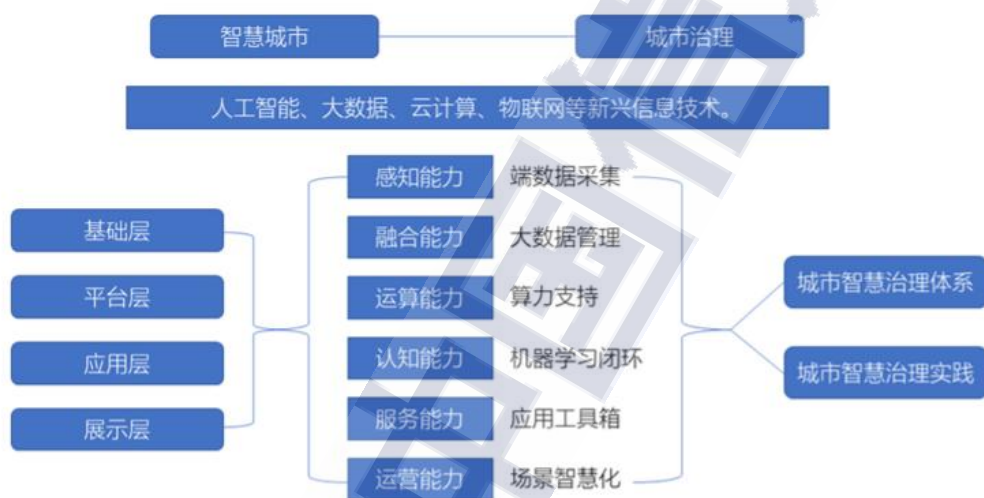 智慧城市 城市治理
人工智能、大数据、云计算、物联网等新兴信息技术。
基础层
平台层
应用层
展示层
感知能力 端数据采集
融合能力 大数据管理
运算能力 算力支持
认知能力 机器学习闭环
服务能力 应用工具箱
运营能力 场景智慧化
城市智慧治理体系
城市智慧治理实践
中国信